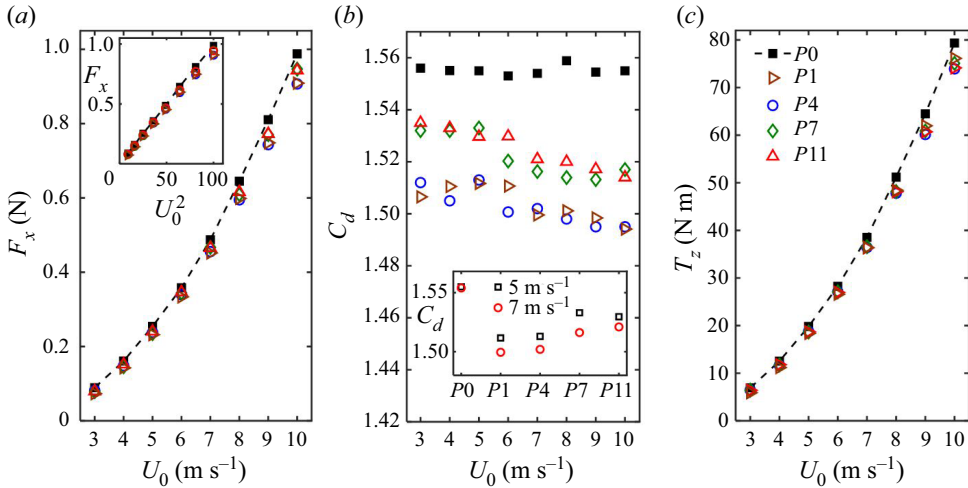 (a)
1.0
0.8
0.6
0.4
0.2
0
F_x (N)
3 4 5 6 7 8 9 10
U_0 (m s⁻¹)
1.0
0.5
F_x
0 50 100
U_0^2
(b)
1.56
1.54
1.52
1.50
1.48
1.46
1.44
1.42
C_d
3 4 5 6 7 8 9 10
U_0 (m s⁻¹)
1.55
1.50
C_d
5 m s⁻¹
7 m s⁻¹
P0 P1 P4 P7 P11
(c)
80
70
60
50
40
30
20
10
0
T_z (N m)
3 4 5 6 7 8 9 10
U_0 (m s⁻¹)
P0
P1
P4
P7
P11